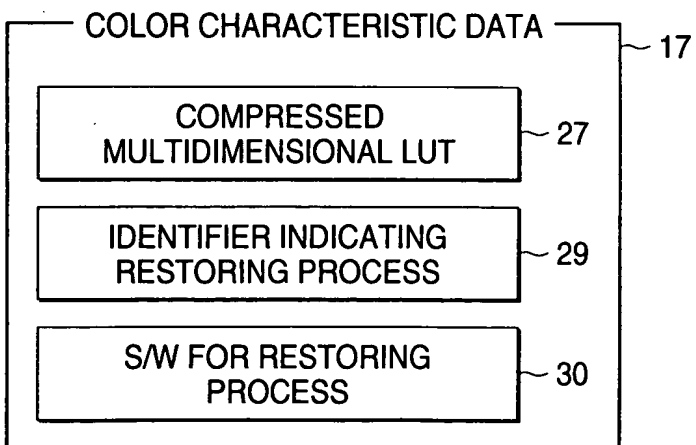 COLOR CHARACTERISTIC DATA
17
COMPRESSED
MULTIDIMENSIONAL LUT
27
IDENTIFIER INDICATING
RESTORING PROCESS
29
S/W FOR RESTORING
PROCESS
30